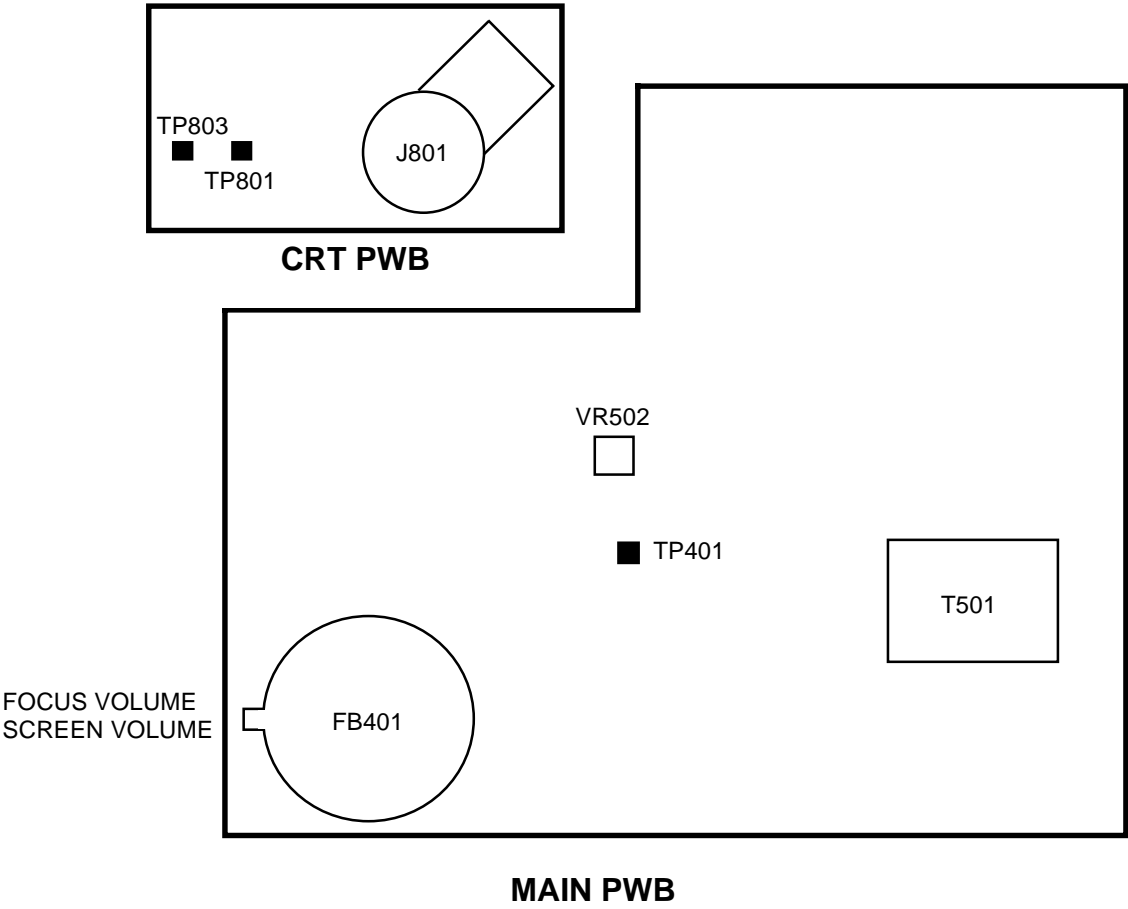 TP803
TP801
J801
CRT PWB
VR502
TP401
T501
FOCUS VOLUME
SCREEN VOLUME
FB401
MAIN PWB